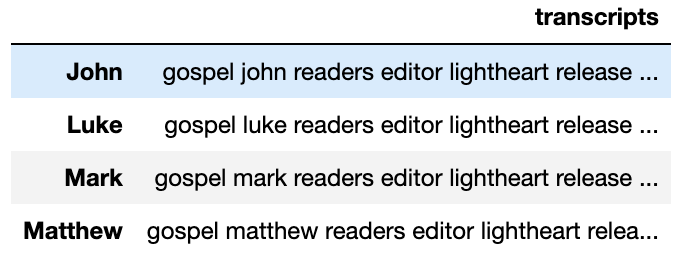 transcripts
John gospel john readers editor lightheart release ...
Luke gospel luke readers editor lightheart release ...
Mark gospel mark readers editor lightheart release ...
Matthew gospel matthew readers editor lightheart relea...